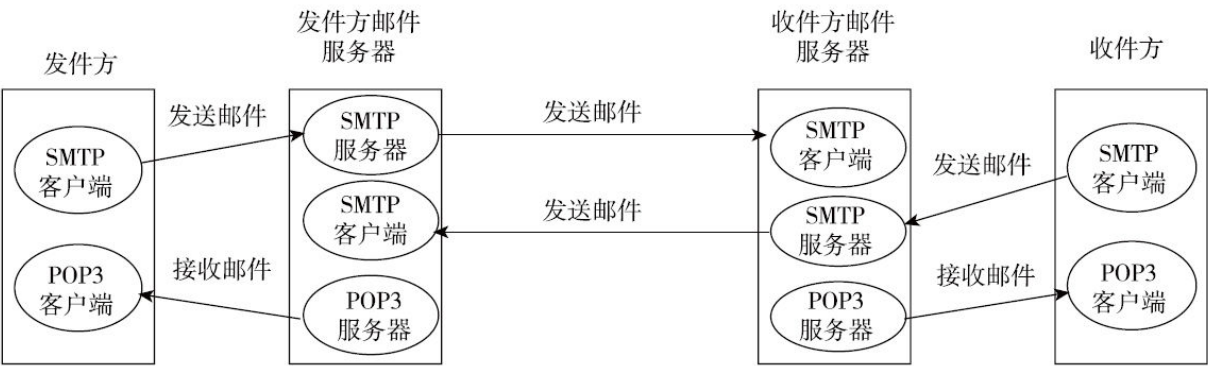 发件方
发件方邮件
服务器
收件方邮件
服务器
收件方
SMTP
客户端
POP3
客户端
发送邮件
接收邮件
SMTP
服务器
SMTP
客户端
POP3
服务器
发送邮件
发送邮件
SMTP
客户端
SMTP
服务器
POP3
服务器
发送邮件
接收邮件
SMTP
客户端
POP3
客户端